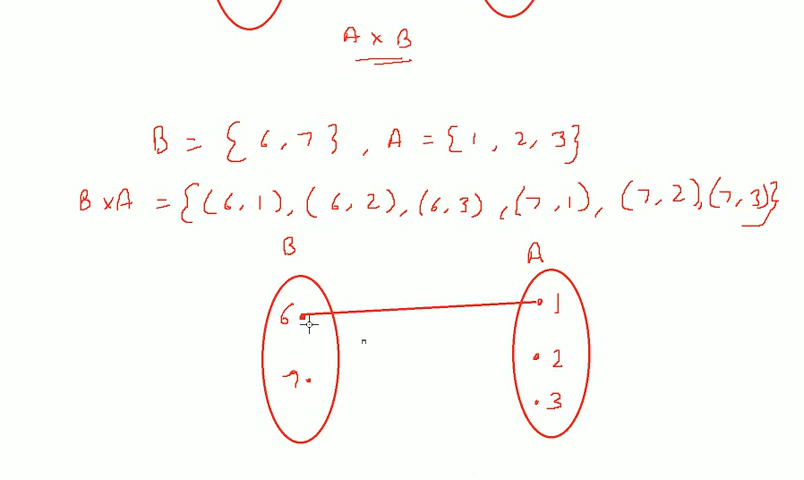 A × B
B = {6, 7}, A = {1, 2, 3}
B × A = {(6, 1), (6, 2), (6, 3), (7, 1), (7, 2), (7, 3)}
B A
6 1
7 2
3